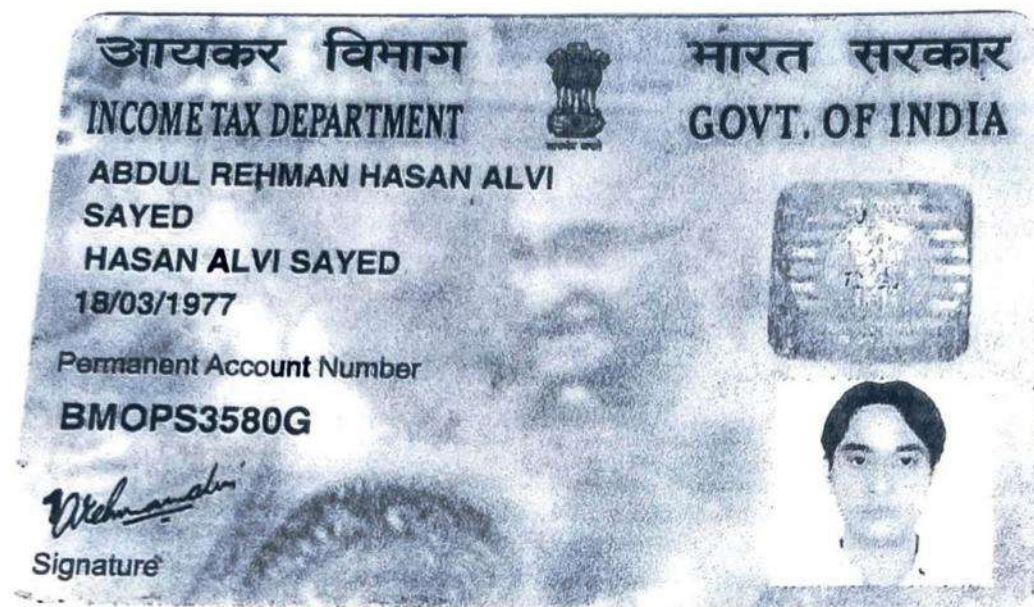 आयकर विभाग
भारत सरकार
INCOME TAX DEPARTMENT
GOVT. OF INDIA
ABDUL REHMAN HASAN ALVI
SAYED
HASAN ALVI SAYED
18/03/1977
Permanent Account Number
BMOPS3580G
Signature